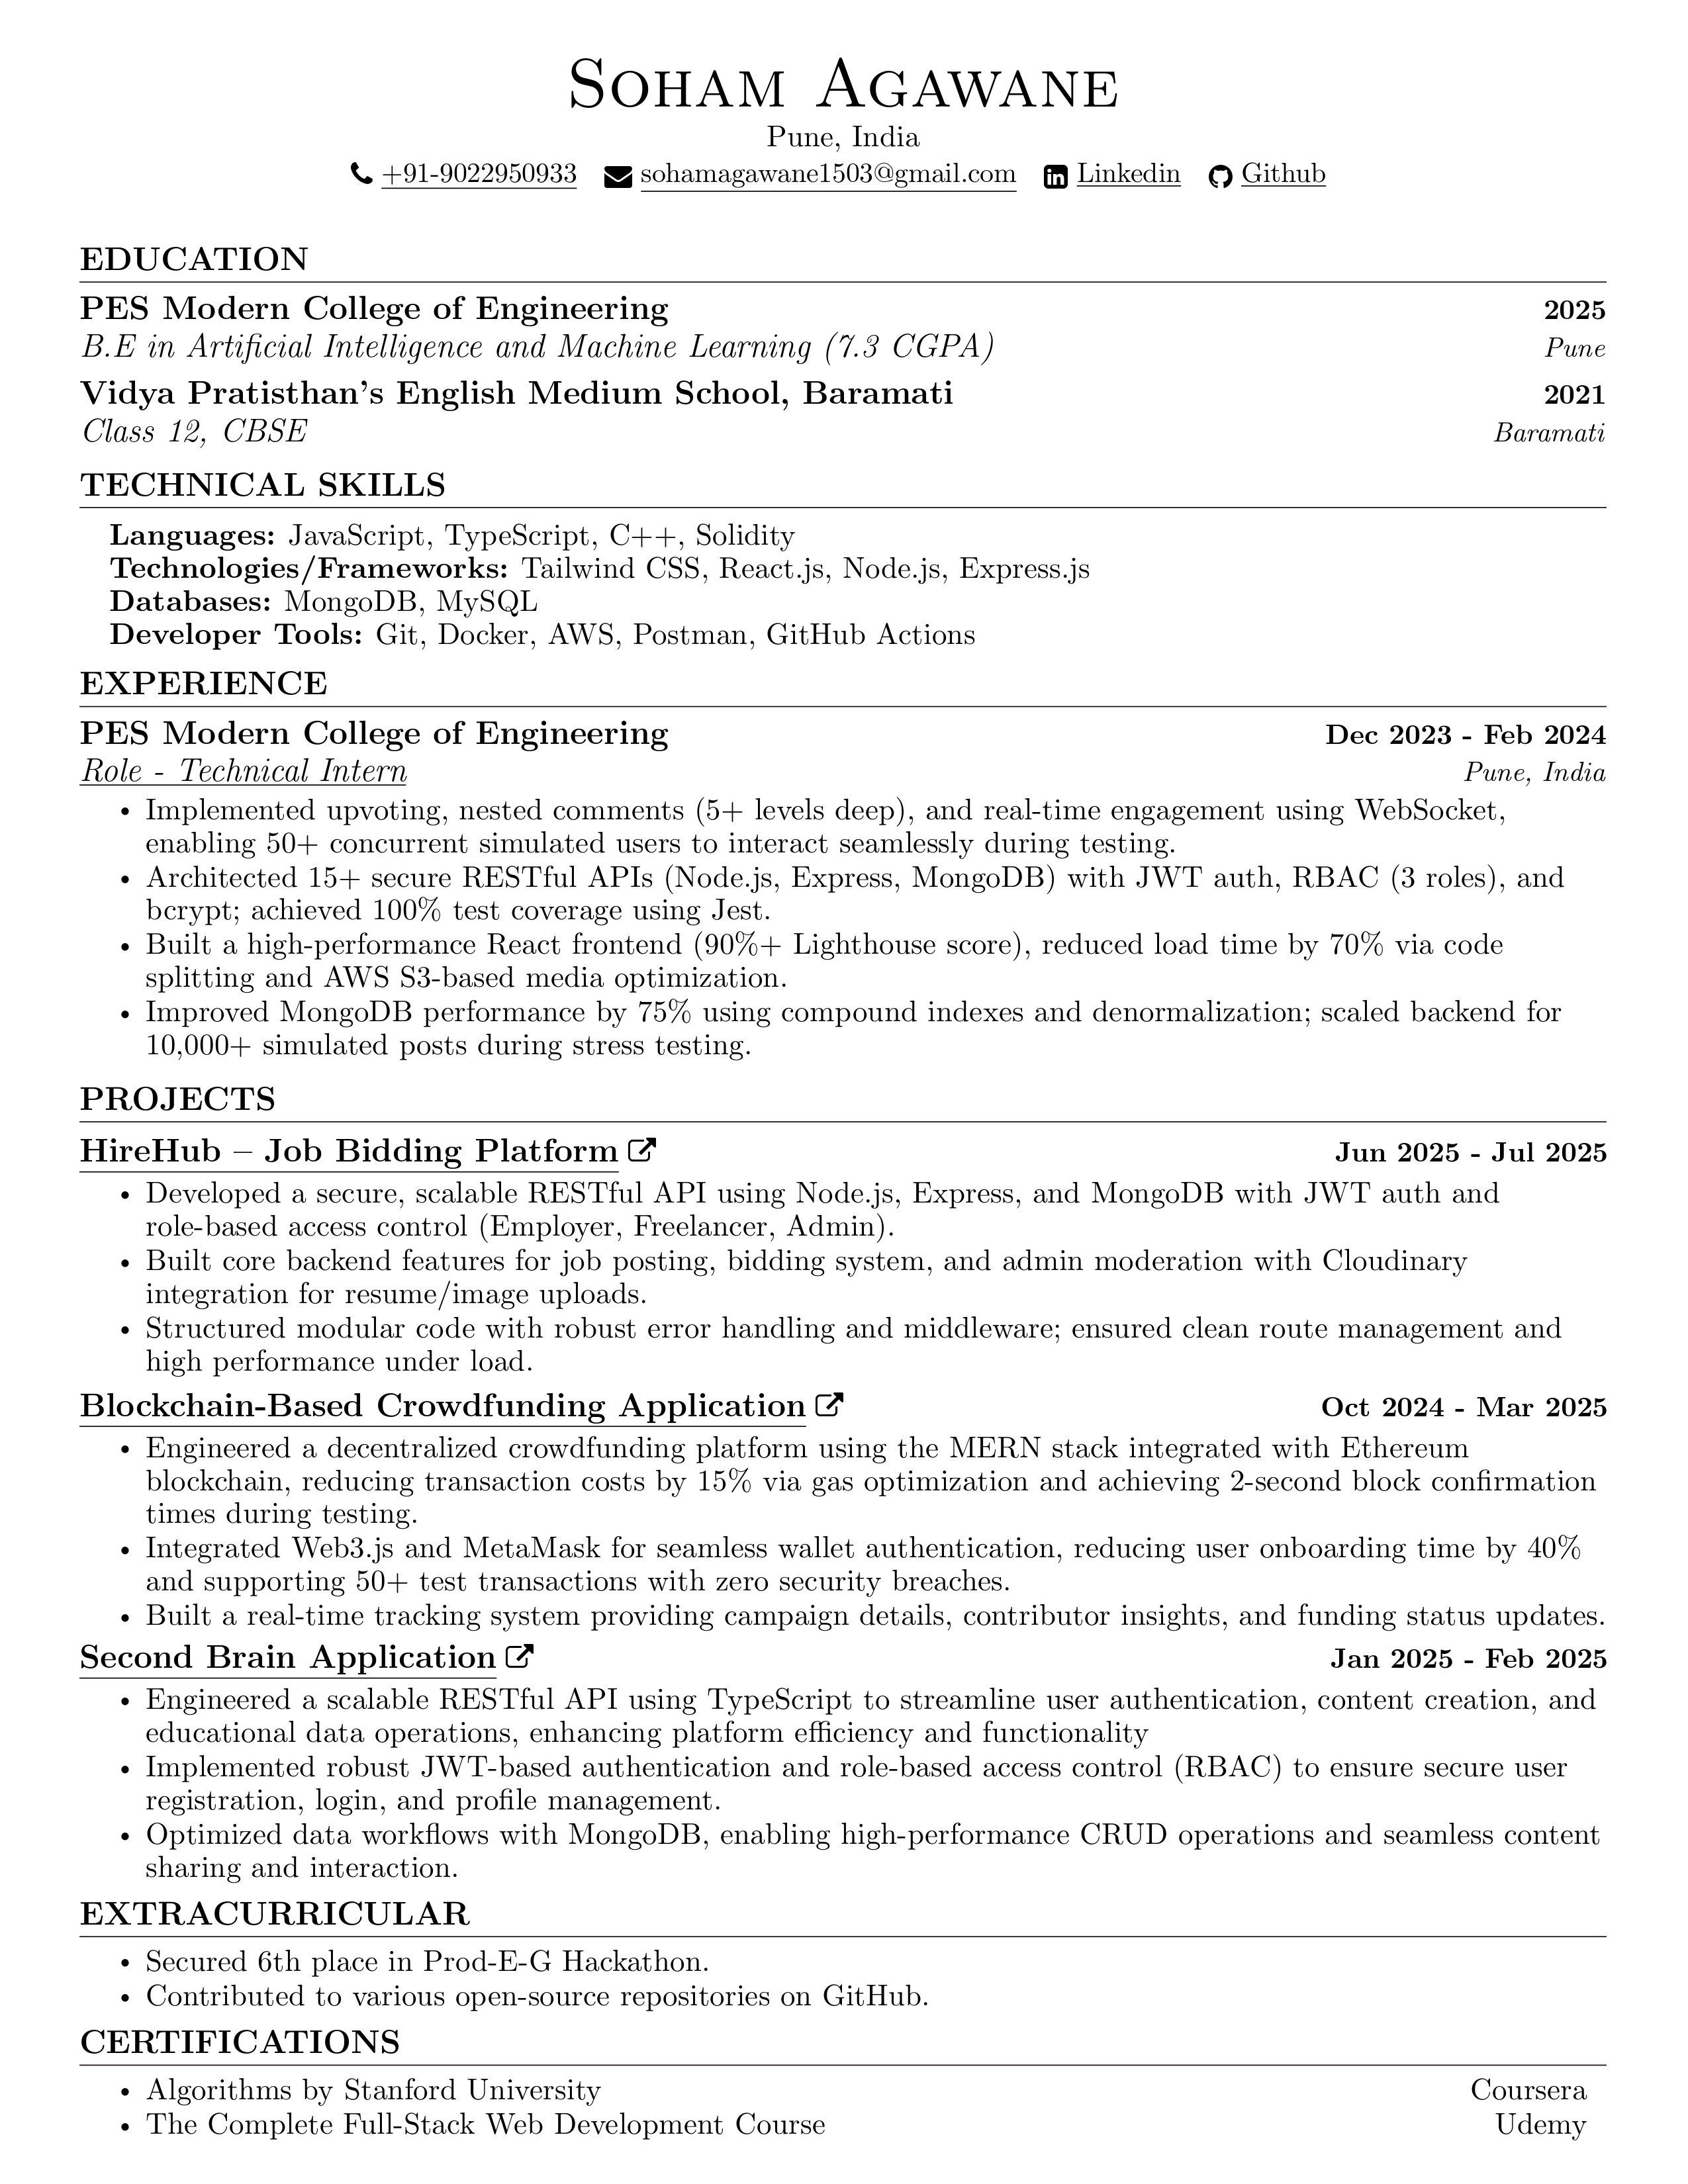 Soham Agawane
Pune, India
+91-9022950933 sohamagawane1503@gmail.com Linkedin Github
EDUCATION
PES Modern College of Engineering 2025
B.E in Artificial Intelligence and Machine Learning (7.3 CGPA) Pune
Vidya Pratisthan's English Medium School, Baramati 2021
Class 12, CBSE Baramati
TECHNICAL SKILLS
Languages: JavaScript, TypeScript, C++, Solidity
Technologies/Frameworks: Tailwind CSS, React.js, Node.js, Express.js
Databases: MongoDB, MySQL
Developer Tools: Git, Docker, AWS, Postman, GitHub Actions
EXPERIENCE
PES Modern College of Engineering Dec 2023 - Feb 2024
Role - Technical Intern Pune, India
• Implemented upvoting, nested comments (5+ levels deep), and real-time engagement using WebSocket,
enabling 50+ concurrent simulated users to interact seamlessly during testing.
• Architected 15+ secure RESTful APIs (Node.js, Express, MongoDB) with JWT auth, RBAC (3 roles), and
bcrypt; achieved 100% test coverage using Jest.
• Built a high-performance React frontend (90%+ Lighthouse score), reduced load time by 70% via code
splitting and AWS S3-based media optimization.
• Improved MongoDB performance by 75% using compound indexes and denormalization; scaled backend for
10,000+ simulated posts during stress testing.
PROJECTS
HireHub – Job Bidding Platform Jun 2025 - Jul 2025
• Developed a secure, scalable RESTful API using Node.js, Express, and MongoDB with JWT auth and
role-based access control (Employer, Freelancer, Admin).
• Built core backend features for job posting, bidding system, and admin moderation with Cloudinary
integration for resume/image uploads.
• Structured modular code with robust error handling and middleware; ensured clean route management and
high performance under load.
Blockchain-Based Crowdfunding Application Oct 2024 - Mar 2025
• Engineered a decentralized crowdfunding platform using the MERN stack integrated with Ethereum
blockchain, reducing transaction costs by 15% via gas optimization and achieving 2-second block confirmation
times during testing.
• Integrated Web3.js and MetaMask for seamless wallet authentication, reducing user onboarding time by 40%
and supporting 50+ test transactions with zero security breaches.
• Built a real-time tracking system providing campaign details, contributor insights, and funding status updates.
Second Brain Application Jan 2025 - Feb 2025
• Engineered a scalable RESTful API using TypeScript to streamline user authentication, content creation, and
educational data operations, enhancing platform efficiency and functionality
• Implemented robust JWT-based authentication and role-based access control (RBAC) to ensure secure user
registration, login, and profile management.
• Optimized data workflows with MongoDB, enabling high-performance CRUD operations and seamless content
sharing and interaction.
EXTRACURRICULAR
• Secured 6th place in Prod-E-G Hackathon.
• Contributed to various open-source repositories on GitHub.
CERTIFICATIONS
• Algorithms by Stanford University Coursera
• The Complete Full-Stack Web Development Course Udemy